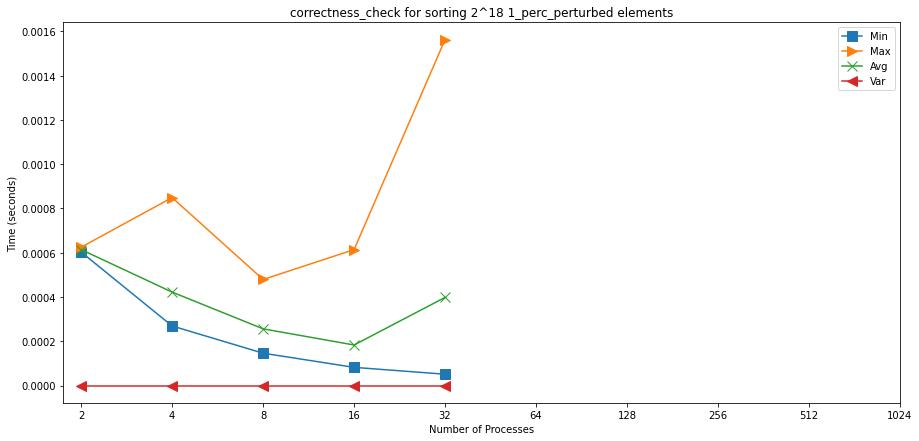 correctness_check for sorting 2^18 1_perc_perturbed elements
Min
Max
Avg
Var
Time (seconds)
0.0016
0.0014
0.0012
0.0010
0.0008
0.0006
0.0004
0.0002
0.0000
2 4 8 16 32 64 128 256 512 1024
Number of Processes